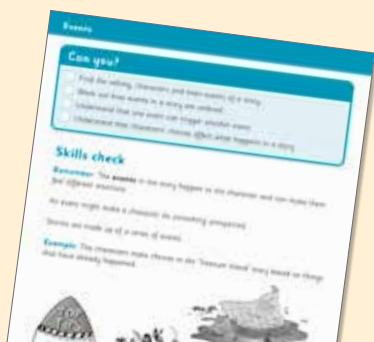 Events
Can you?
Find the setting, characters and main events of a story.
Work out how events in a story are ordered.
Understand that one event can trigger another event.
Understand that characters' choices affect what happens in a story.
Skills check
Remember: The events in the story happen to the character and can make them
feel different emotions.
An event might make a character do something unexpected.
Stories are made up of a series of events.
Example: The characters make choices in the "treasure island" story based on things
that have already happened.